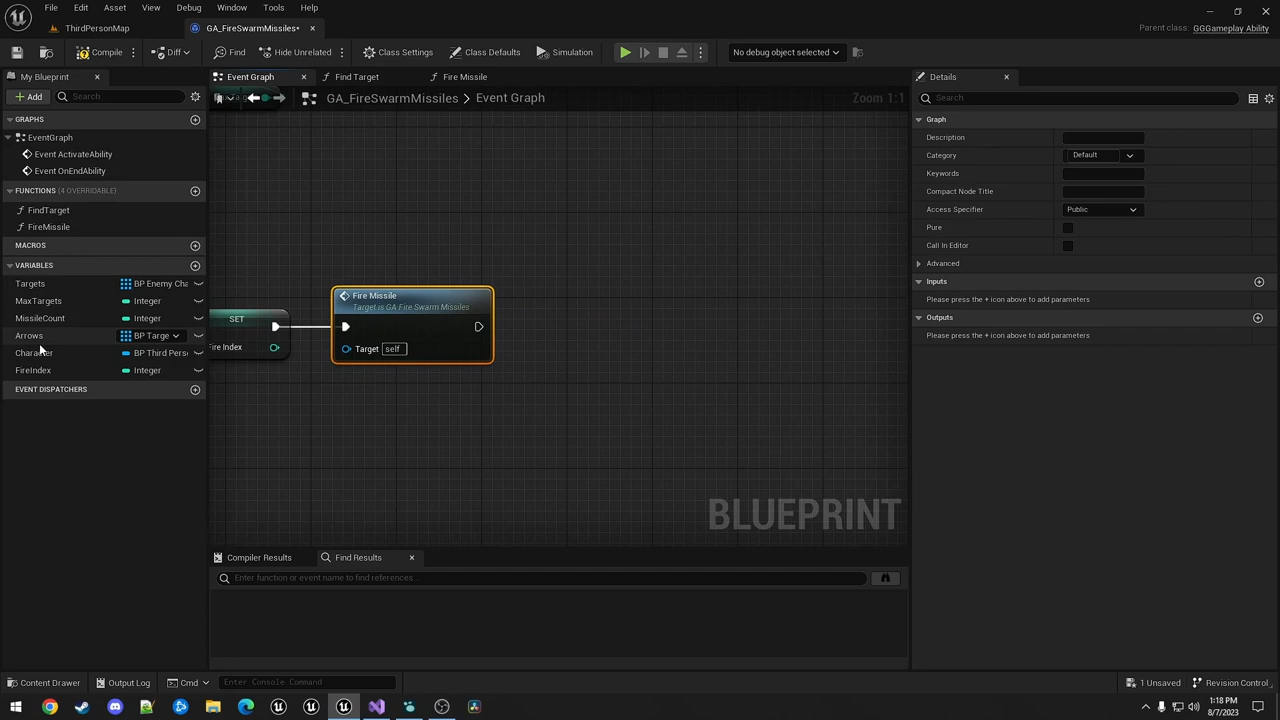 File Edit Asset View Debug Window Tools Help
ThirdPersonMap
GA_FireSwarmMissiles*
Parent class: GGGameplay Ability
Compile Diff Find Hide Unrelated Class Settings Class Defaults Simulation No debug object selected
My Blueprint
Event Graph
Find Target
Fire Missile
Details
Add
Search
GA_FireSwarmMissiles > Event Graph
Zoom 1:1
Search
GRAPHS
EventGraph
Event ActivateAbility
Event OnEndAbility
FUNCTIONS (4 OVERRIDABLE)
FindTarget
FireMissile
MACROS
VARIABLES
Targets BP Enemy Cha
MaxTargets Integer
MissileCount Integer
Arrows BP Targe
Character BP Third Perso
FireIndex Integer
EVENT DISPATCHERS
SET
Fire Index
Fire Missile
Target is GA Fire Swarm Missiles
Target self
BLUEPRINT
Graph
Description
Category Default
Keywords
Compact Node Title
Access Specifier Public
Pure
Call In Editor
Advanced
Inputs
Please press the + icon above to add parameters
Outputs
Please press the + icon above to add parameters
Compiler Results
Find Results
Enter function or event name to find references...
Content Drawer Output Log Cmd Enter Console Command
1 Unsaved Revision Control
1:18 PM
8/7/2023